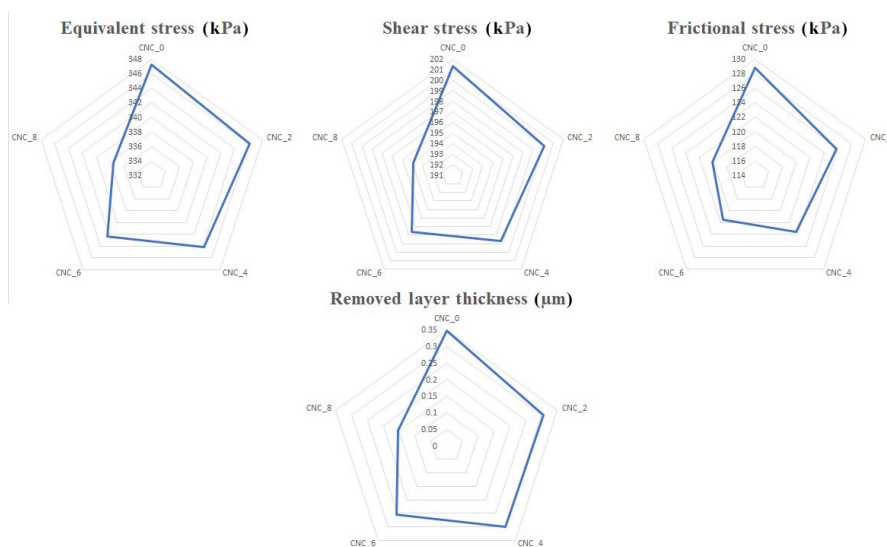 Equivalent stress (kPa)
CNC_0
348
346
344
342
340
338
336
334
332
CNC_2
CNC_4
CNC_6
CNC_8
Shear stress (kPa)
CNC_0
202
201
200
199
198
197
196
195
194
193
192
191
CNC_2
CNC_4
CNC_6
CNC_8
Frictional stress (kPa)
CNC_0
130
128
126
124
122
120
118
116
114
CNC_
CNC_4
CNC_6
CNC_8
Removed layer thickness (µm)
CNC_0
0.35
0.3
0.25
0.2
0.15
0.1
0.05
0
CNC_2
CNC_4
CNC_6
CNC_8